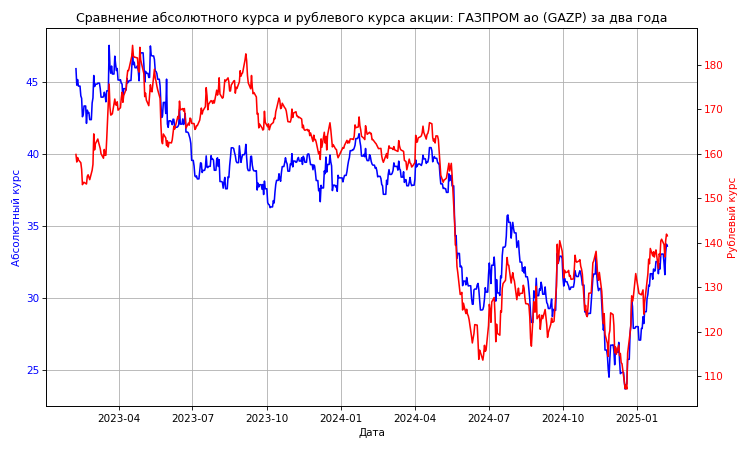 Сравнение абсолютного курса и рублевого курса акции: ГАЗПРОМ ао (GAZP) за два года
Абсолютный курс
45
40
35
30
25
180
170
160
150
140
130
120
110
Рублевый курс
2023-04 2023-07 2023-10 2024-01 2024-04 2024-07 2024-10 2025-01
Дата